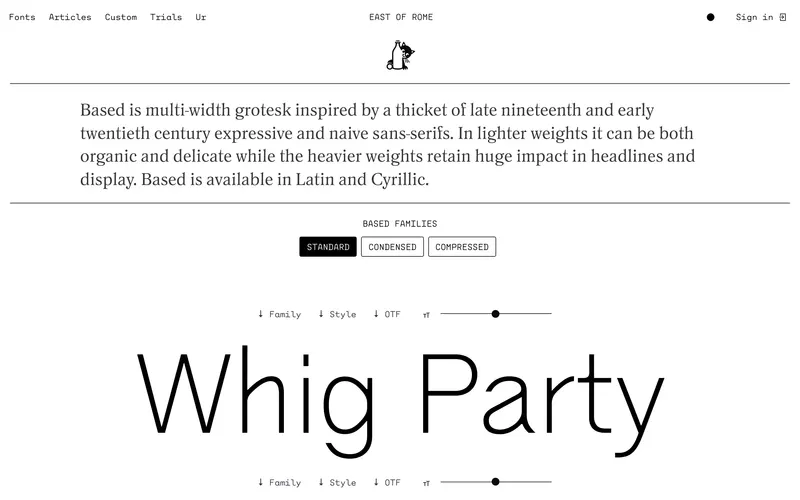 Fonts Articles Custom Trials Ur EAST OF ROME Sign in
Based is multi-width grotesk inspired by a thicket of late nineteenth and early
twentieth century expressive and naive sans-serifs. In lighter weights it can be both
organic and delicate while the heavier weights retain huge impact in headlines and
display. Based is available in Latin and Cyrillic.
BASED FAMILIES
STANDARD CONDENSED COMPRESSED
↓ Family ↓ Style ↓ OTF TT
Whig Party
↓ Family ↓ Style ↓ OTF TT